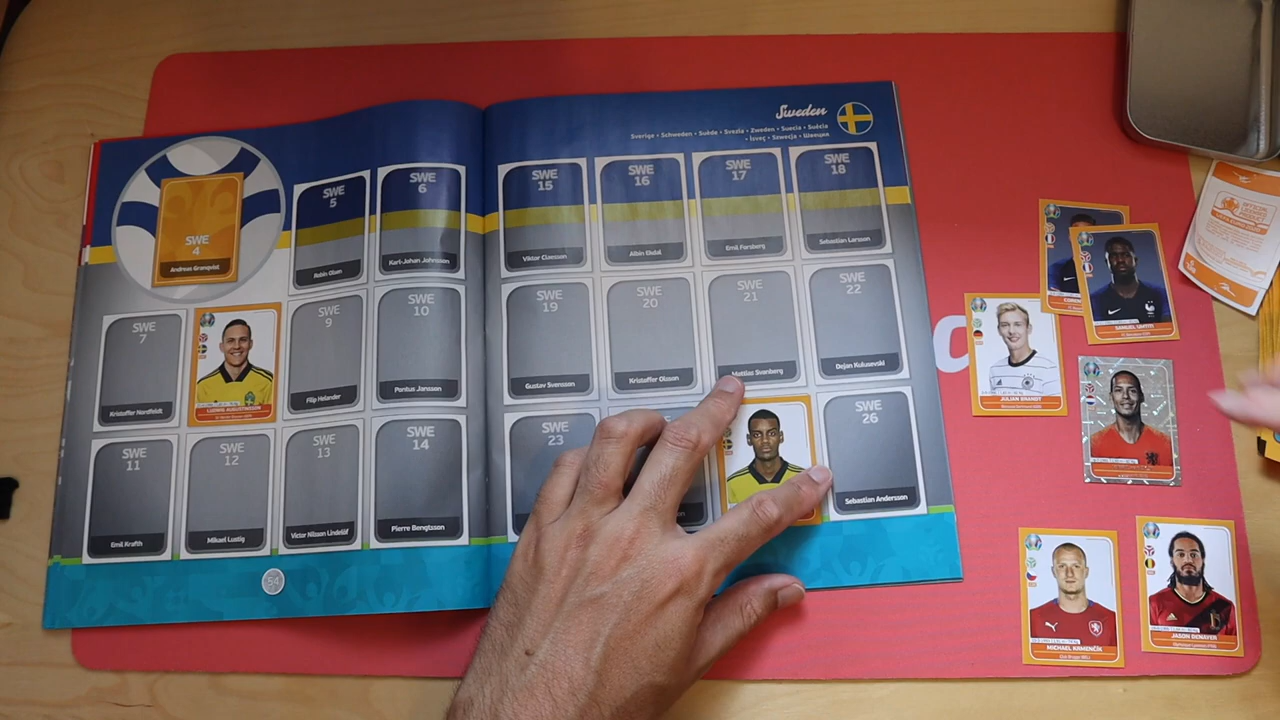 Sweden
Sverige • Schweden • Suède • Svezia • Zweden • Suecia • Suécia
• İsveç • Szwecja • Швеция
SWE
4
Andreas Granqvist
SWE
5
Robin Olsen
SWE
6
Karl-Johan Johnsson
SWE
15
Viktor Claesson
SWE
16
Albin Ekdal
SWE
17
Emil Forsberg
SWE
18
Sebastian Larsson
SWE
7
Kristoffer Nordfeldt
LUDWIG AUGUSTINSSON
SWE
9
Filip Helander
SWE
10
Pontus Jansson
SWE
19
Gustav Svensson
SWE
20
Kristoffer Olsson
SWE
21
Mattias Svanberg
SWE
22
Dejan Kulusevski
SWE
11
Emil Krafth
SWE
12
Mikael Lustig
SWE
13
Victor Nilsson Lindelöf
SWE
14
Pierre Bengtsson
SWE
23
SWE
26
Sebastian Andersson
54
SAMUEL UMTITI
JULIAN BRANDT
MICHAEL KRMENČÍK
JASON DENAYER